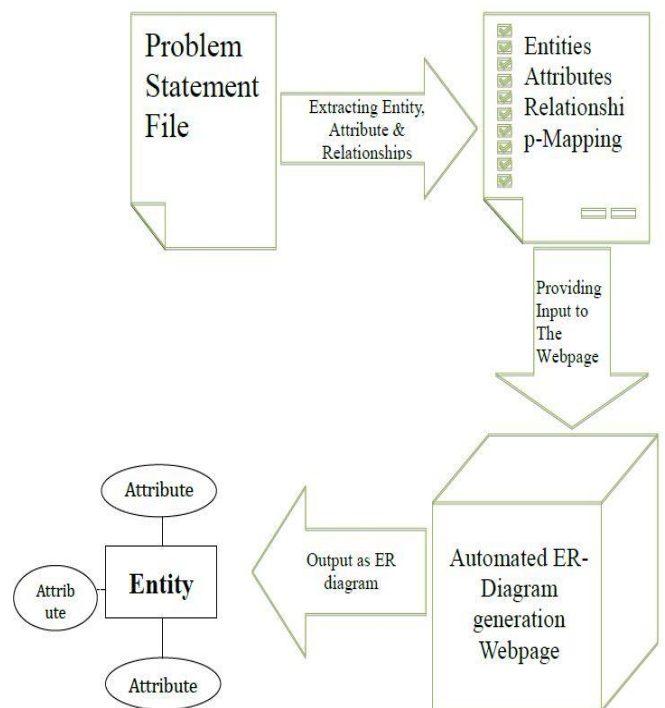 Problem
Statement
File
Extracting Entity,
Attribute &
Relationships
Entities
Attributes
Relationshi
p-Mapping
Providing
Input to
The
Webpage
Automated ER-
Diagram
generation
Webpage
Output as ER
diagram
Attribute
Entity
Attrib
ute
Attribute